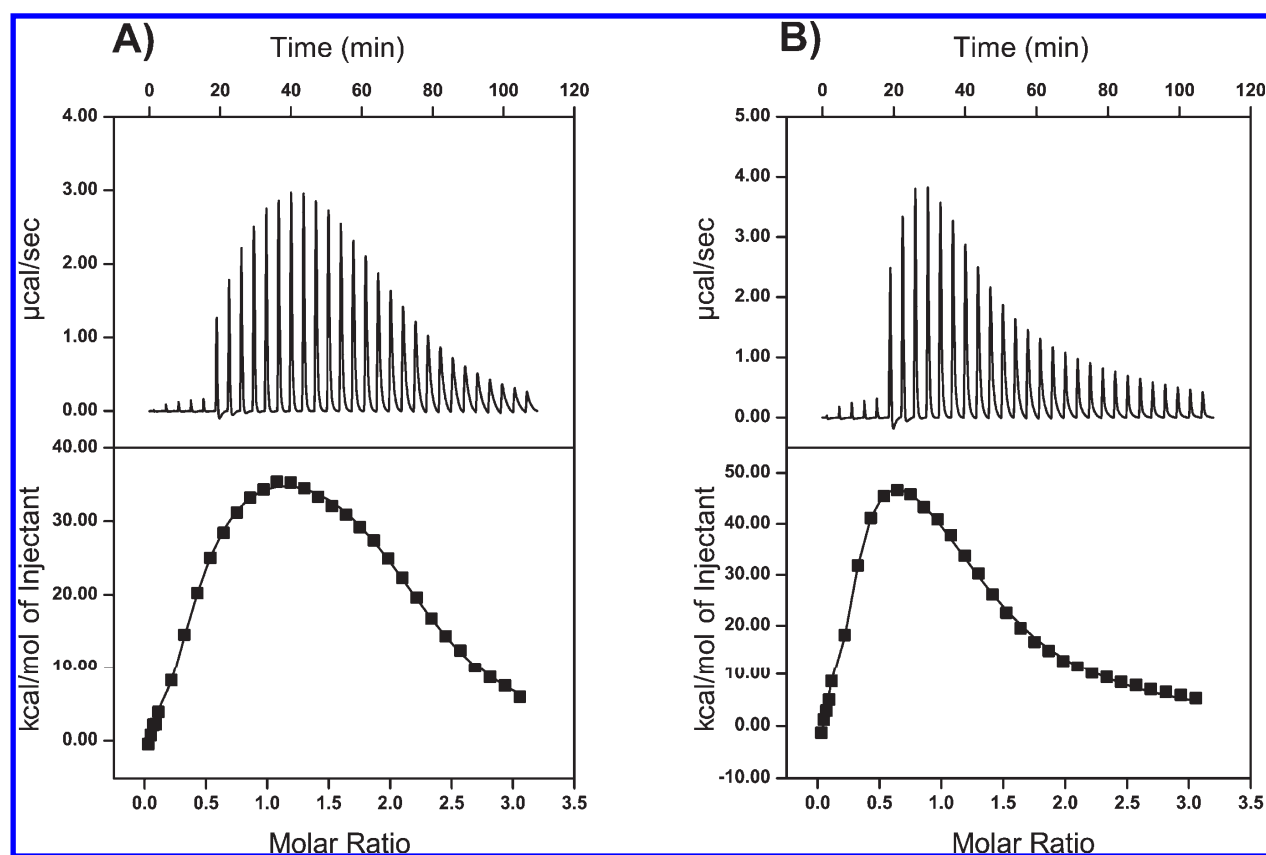 A)
Time (min)
0 20 40 60 80 100 120
4.00
3.00
2.00
1.00
0.00
µcal/sec
40.00
30.00
20.00
10.00
0.00
kcal/mol of Injectant
0.0 0.5 1.0 1.5 2.0 2.5 3.0 3.5
Molar Ratio
B)
Time (min)
0 20 40 60 80 100 120
5.00
4.00
3.00
2.00
1.00
0.00
µcal/sec
50.00
40.00
30.00
20.00
10.00
0.00
-10.00
kcal/mol of Injectant
0.0 0.5 1.0 1.5 2.0 2.5 3.0 3.5
Molar Ratio